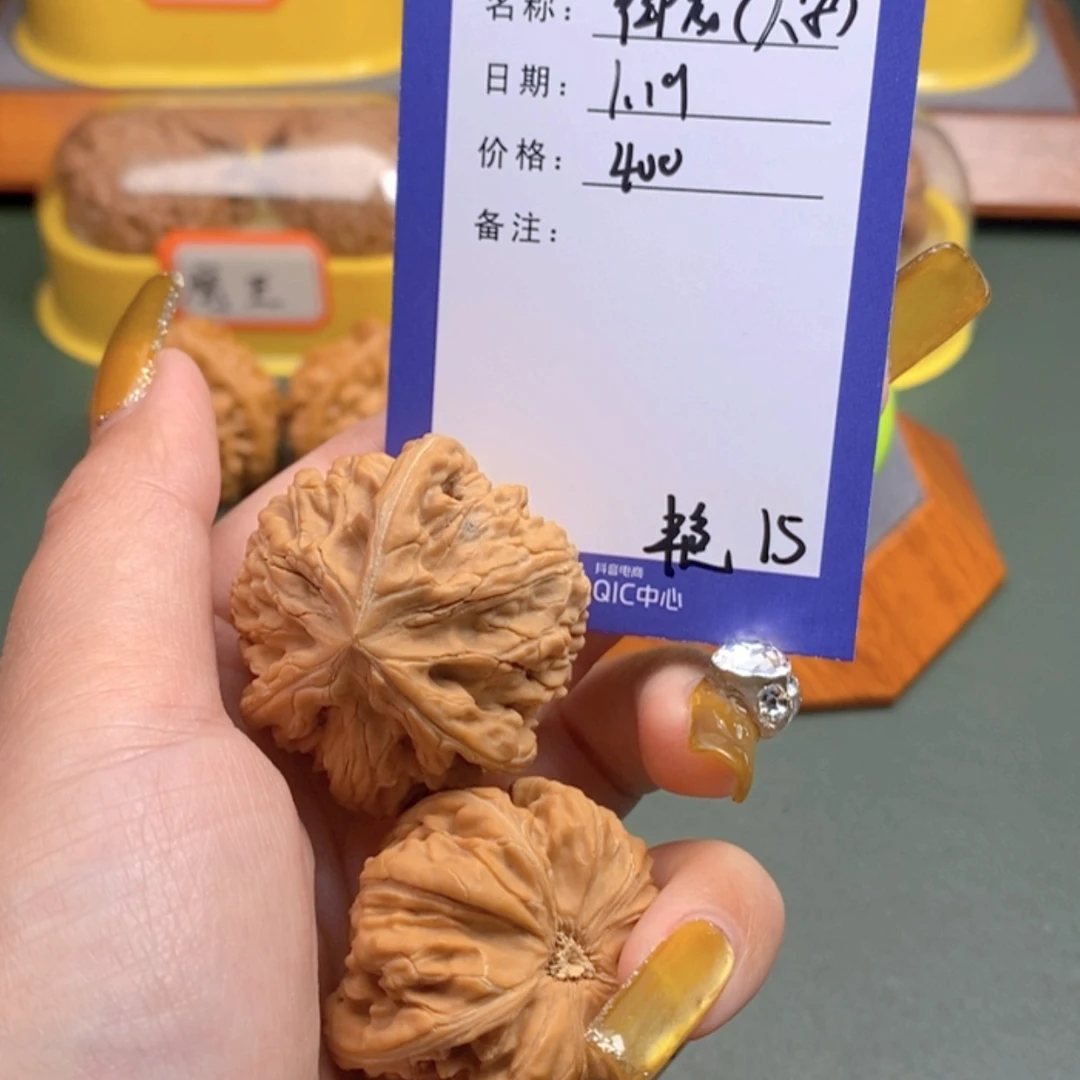 名称：
日期： 1.19
价格： 400
备注：
艳 15
抖音电商
QIC中心